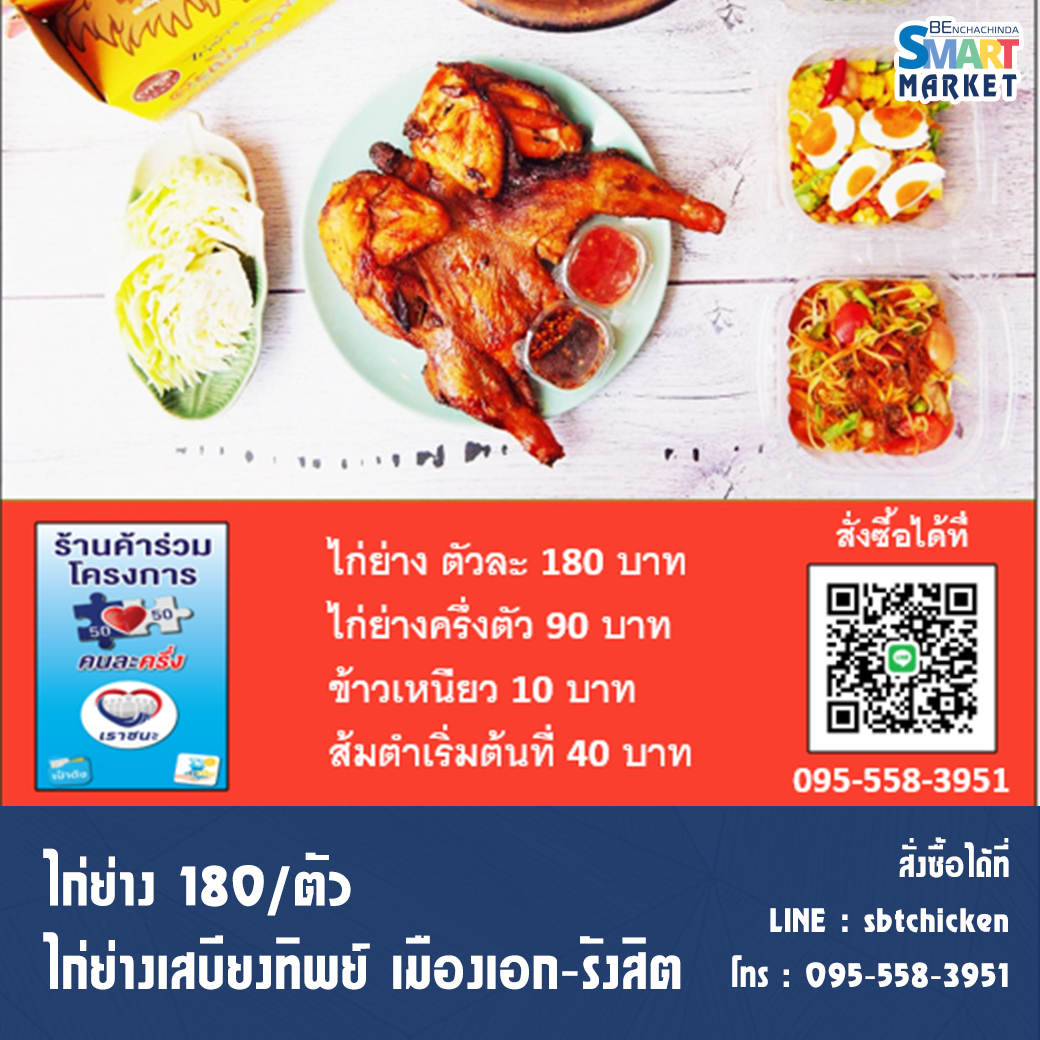 BENCHACHINDA
SMART
MARKET
ร้านค้าร่วม
โครงการ
50 50
คนละครึ่ง
เราชนะ
เป๋าตัง
ไก่ย่าง ตัวละ 180 บาท
ไก่ย่างครึ่งตัว 90 บาท
ข้าวเหนียว 10 บาท
ส้มตำเริ่มต้นที่ 40 บาท
สั่งซื้อได้ที่
LINE
095-558-3951
ไก่ย่าง 180/ตัว
ไก่ย่างเสบียงทิพย์ เมืองเอก-รังสิต
สั่งซื้อได้ที่
LINE : sbtchicken
โทร : 095-558-3951